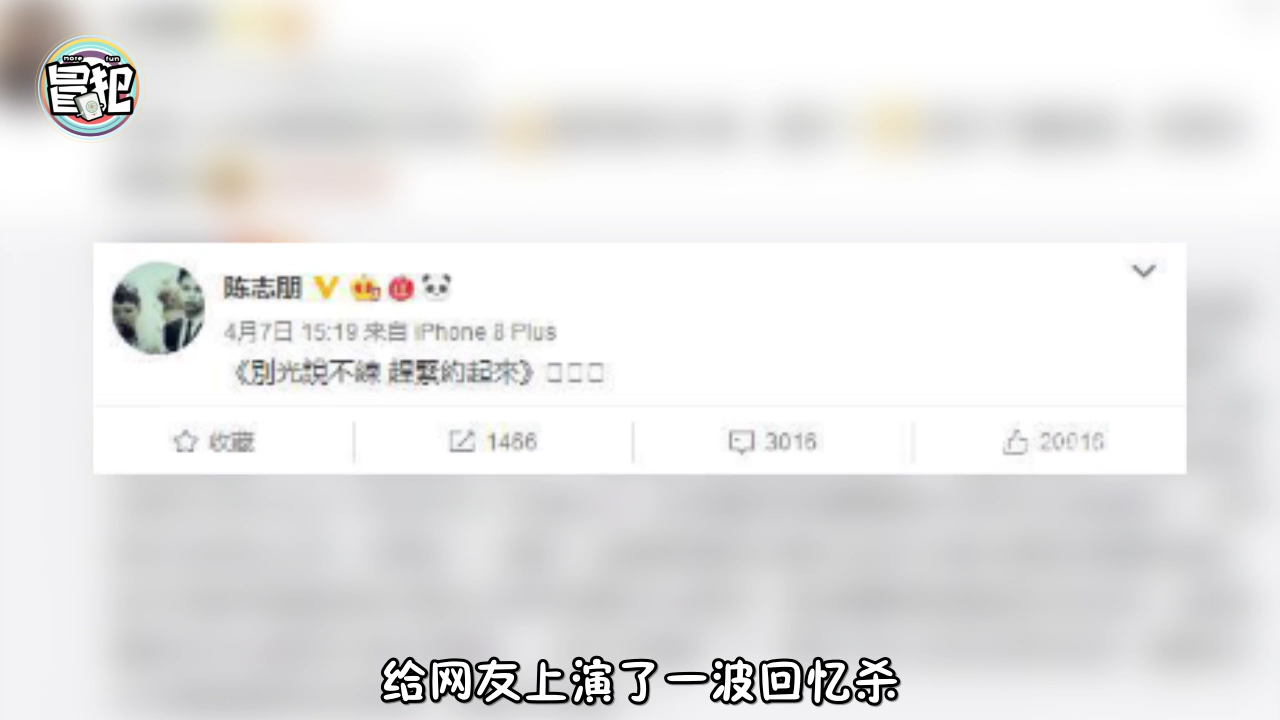 more fun
冒犯
陈志朋
4月7日 15:19 来自 iPhone 8 Plus
《別光說不練 趕緊約起來》
收藏
1466
3016
20016
给网友上演了一波回忆杀